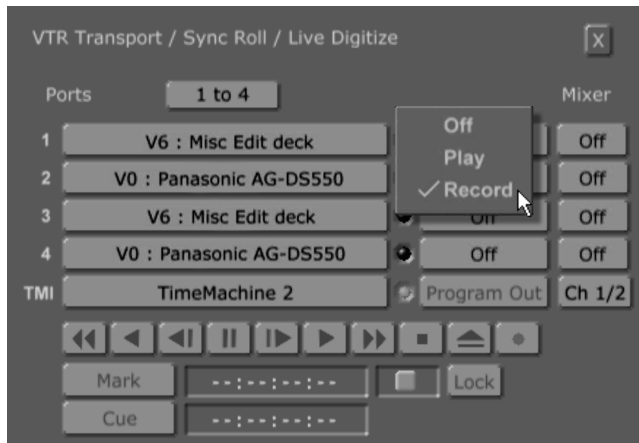 VTR Transport / Sync Roll / Live Digitize X
Ports 1 to 4 Mixer
Off
Play
Record
1 V6 : Misc Edit deck Off
2 V0 : Panasonic AG-DS550 Off
3 V6 : Misc Edit deck Off Off
4 V0 : Panasonic AG-DS550 Off Off
TMI TimeMachine 2 Program Out Ch 1/2
Mark --:--:--:-- Lock
Cue --:--:--:--